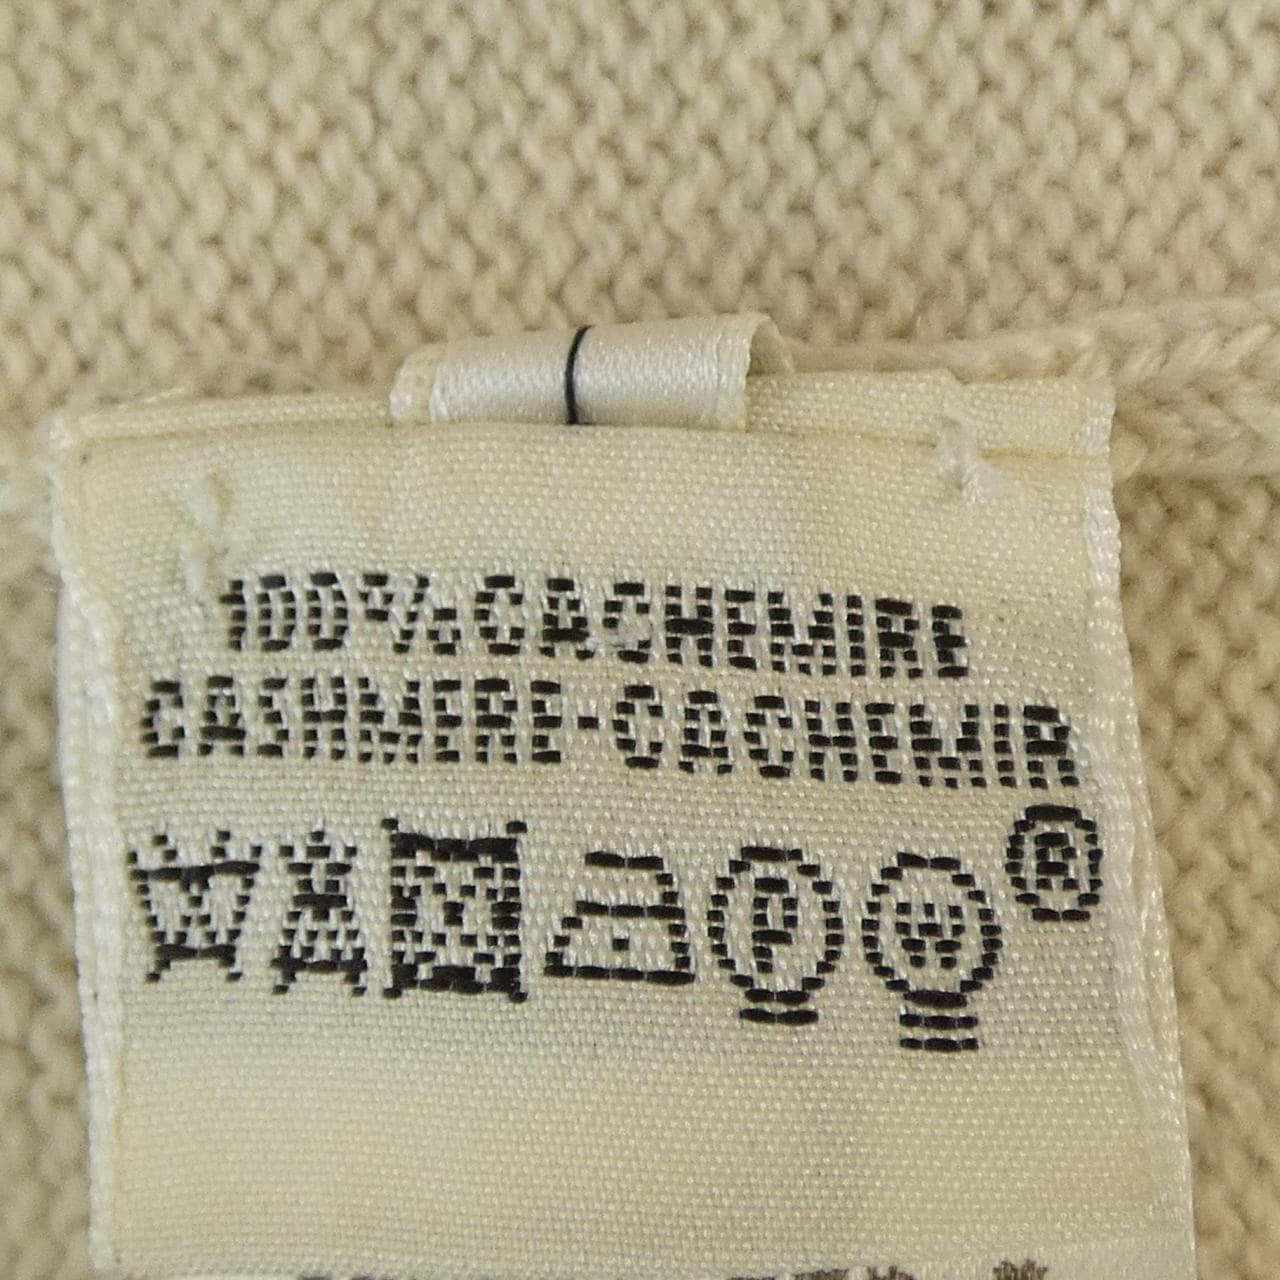 100%CACHEMIRE
CASHMERE-CACHEMIR
P W ®